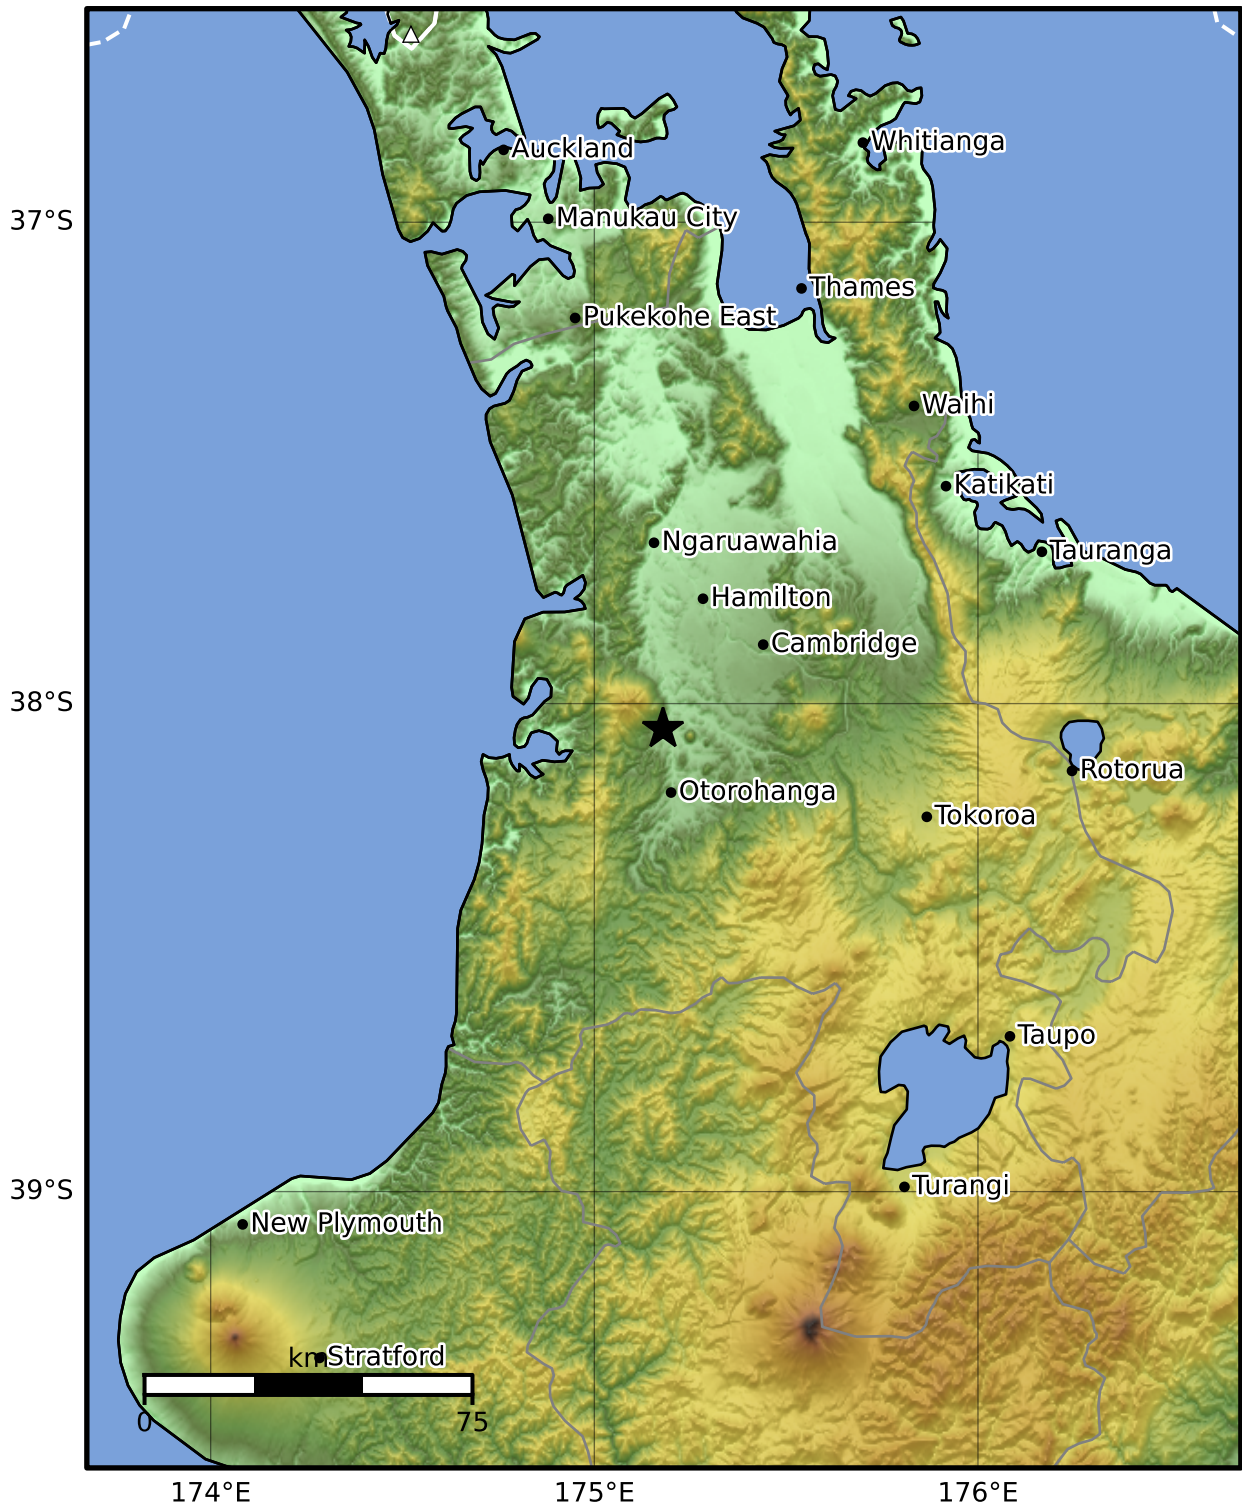 Auckland
Whitianga
37°S
Manukau City
Thames
Pukekohe East
Waihi
Katikati
Ngaruawahia
Tauranga
Hamilton
Cambridge
38°S
Rotorua
Otorohanga
Tokoroa
Taupo
39°S
Turangi
New Plymouth
km
Stratford
0
75
174°E
175°E
176°E